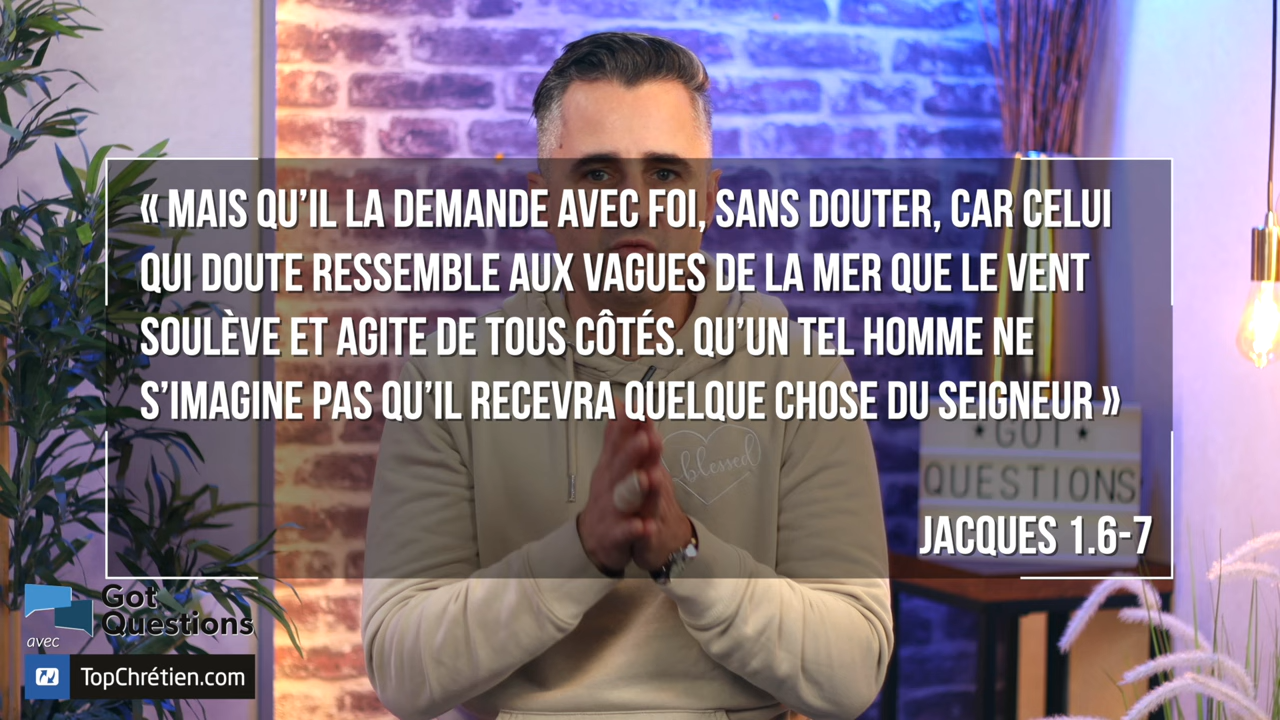 « MAIS QU’IL LA DEMANDE AVEC FOI, SANS DOUTER, CAR CELUI
QUI DOUTE RESSEMBLE AUX VAGUES DE LA MER QUE LE VENT
SOULÈVE ET AGITE DE TOUS CÔTÉS. QU’UN TEL HOMME NE
S’IMAGINE PAS QU’IL RECEVRA QUELQUE CHOSE DU SEIGNEUR »
JACQUES 1.6-7
blessed
★GOT★
QUESTIONS
Got
Questions
avec
TopChrétien.com